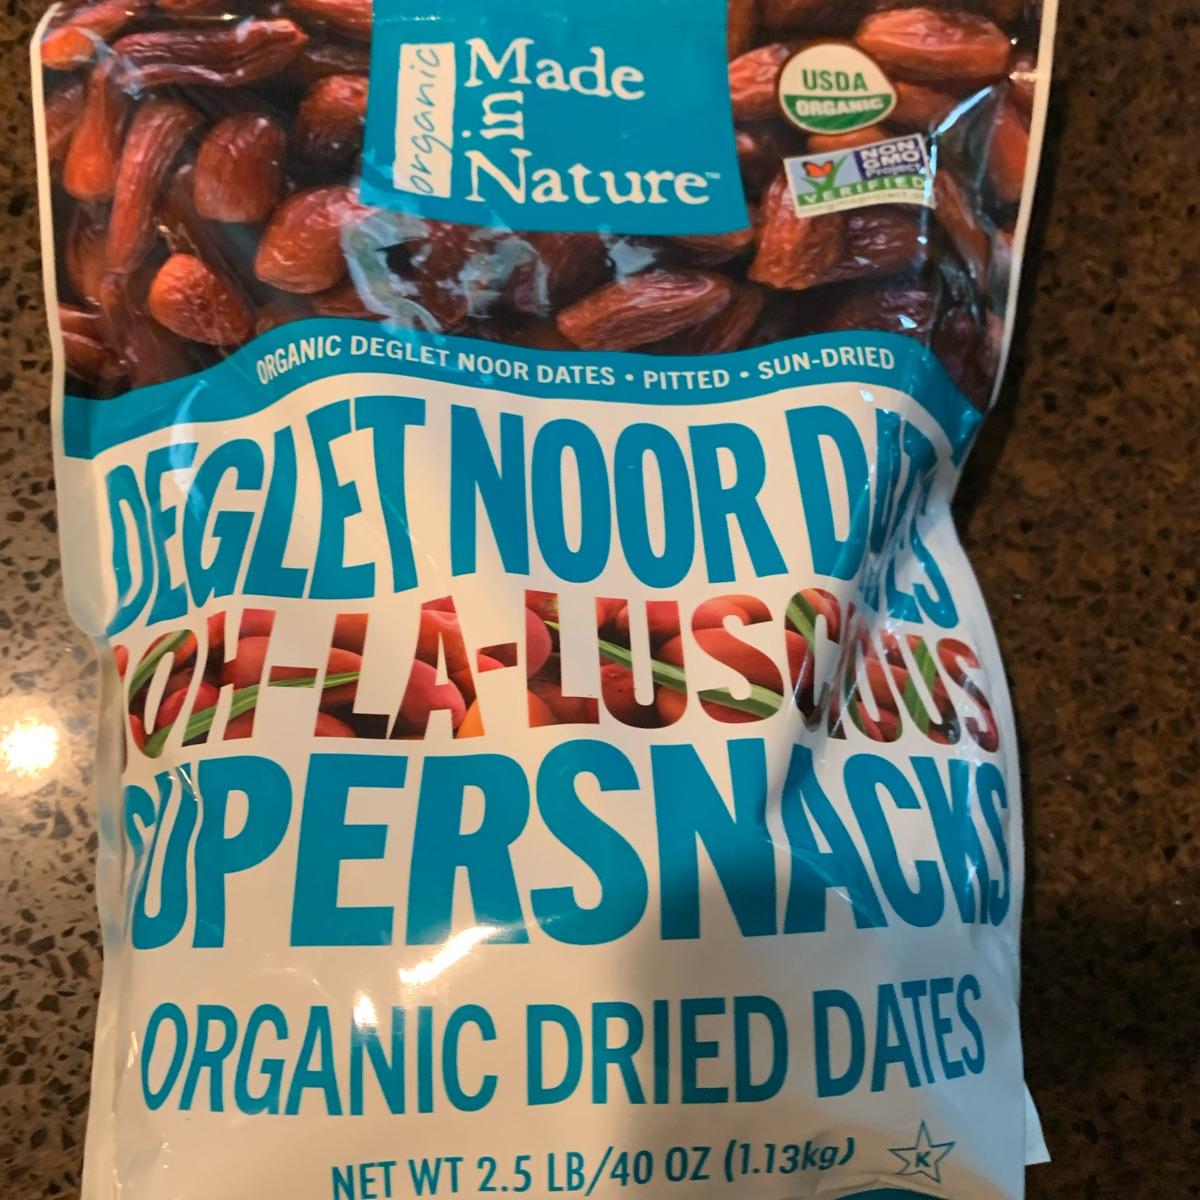 organic
Made
in
Nature™
USDA
ORGANIC
NON
GMO
Project
VERIFIED
ORGANIC DEGLET NOOR DATES • PITTED • SUN-DRIED
DEGLET NOOR DATES
OOH-LA-LUSCIOUS
SUPERSNACKS
ORGANIC DRIED DATES
NET WT 2.5 LB/40 OZ (1.13kg)
K